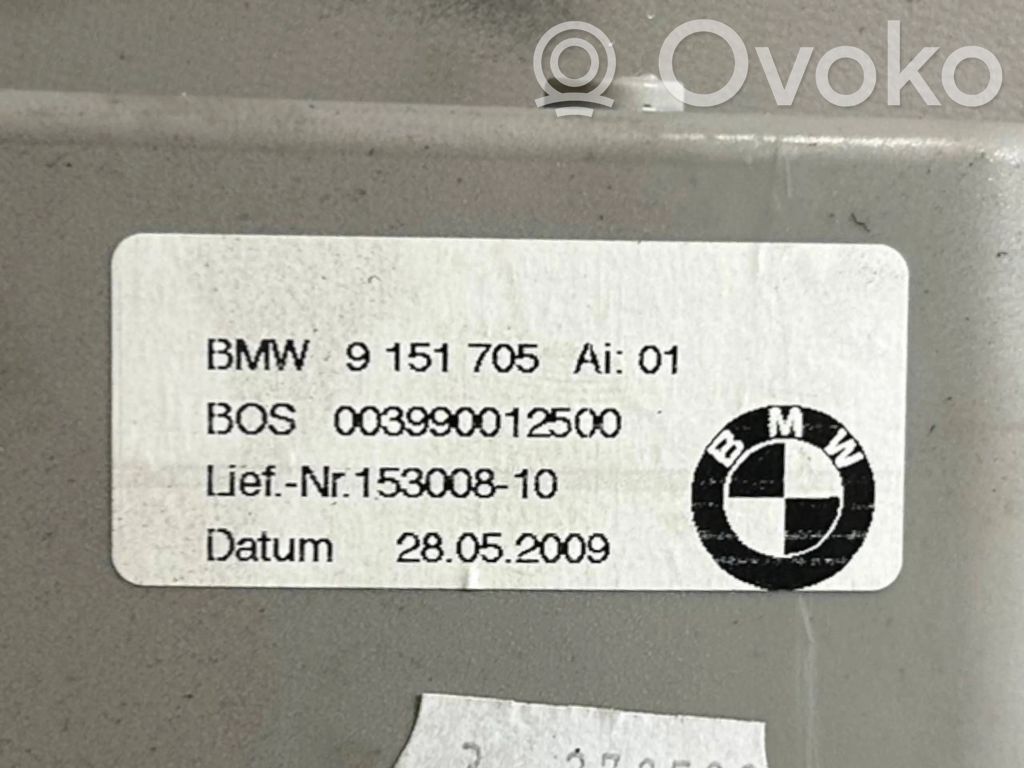 Ovoko
BMW 9 151 705 Ai: 01
BOS 003990012500
Lief.-Nr.153008-10
Datum 28.05.2009
BMW